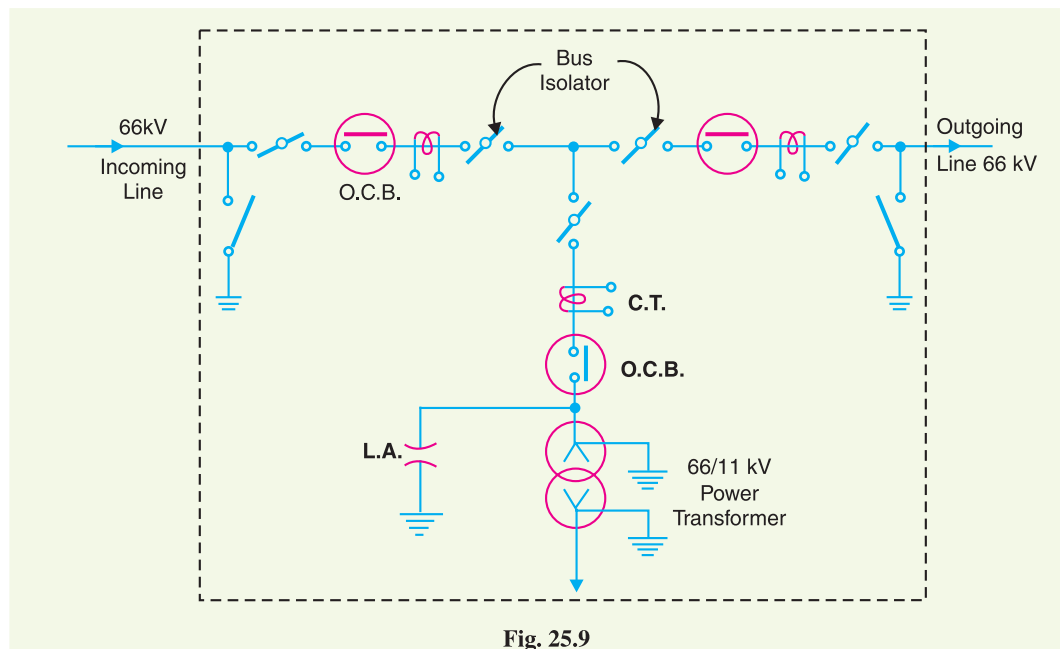 Bus
Isolator
66kV
Incoming
Line
O.C.B.
Outgoing
Line 66 kV
C.T.
O.C.B.
L.A.
66/11 kV
Power
Transformer
Fig. 25.9